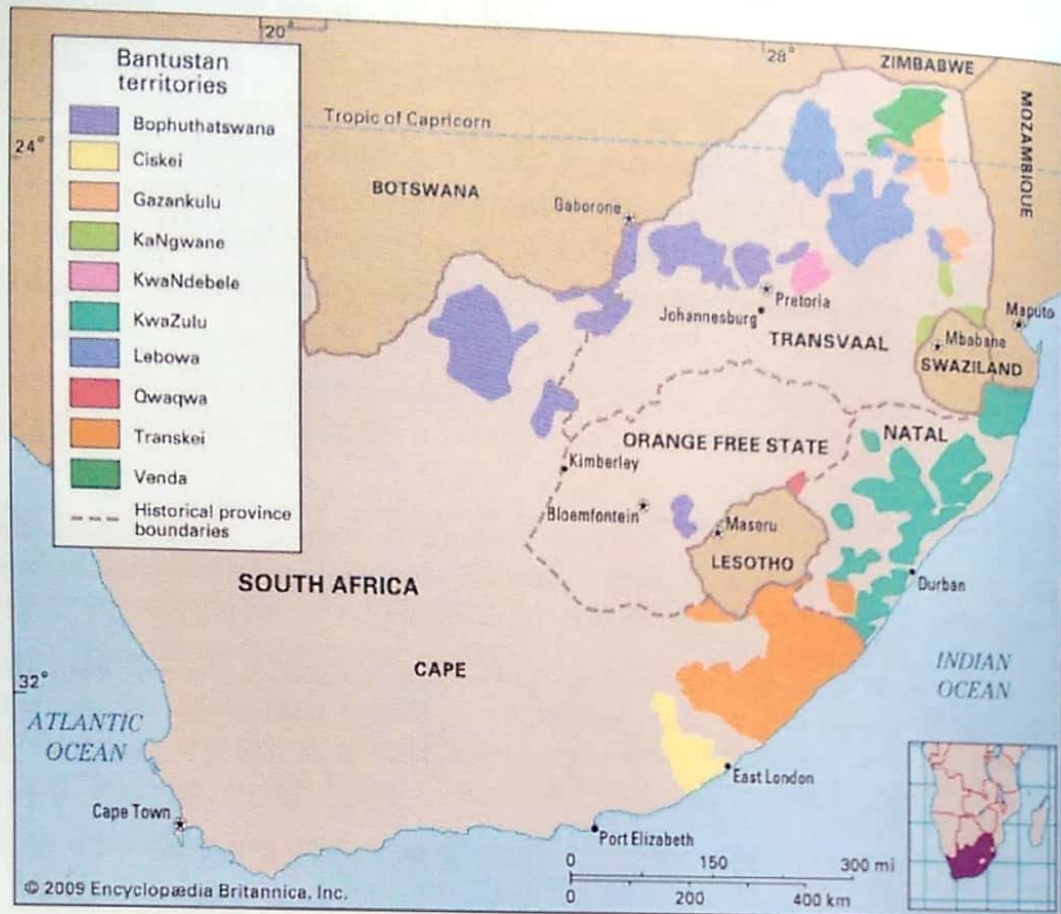 20°
28°
ZIMBABWE
Bantustan
territories
Bophuthatswana
Ciskei
Gazankulu
KaNgwane
KwaNdebele
KwaZulu
Lebowa
Qwaqwa
Transkei
Venda
Historical province
boundaries
Tropic of Capricorn
24°
MOZAMBIQUE
BOTSWANA
Gaborone
Pretoria
Johannesburg
TRANSVAAL
Maputo
Mbabane
SWAZILAND
ORANGE FREE STATE
NATAL
Kimberley
Bloemfontein
Maseru
LESOTHO
Durban
SOUTH AFRICA
CAPE
INDIAN
OCEAN
32°
ATLANTIC
OCEAN
East London
Cape Town
Port Elizabeth
0 150 300 mi
0 200 400 km
© 2009 Encyclopædia Britannica, Inc.